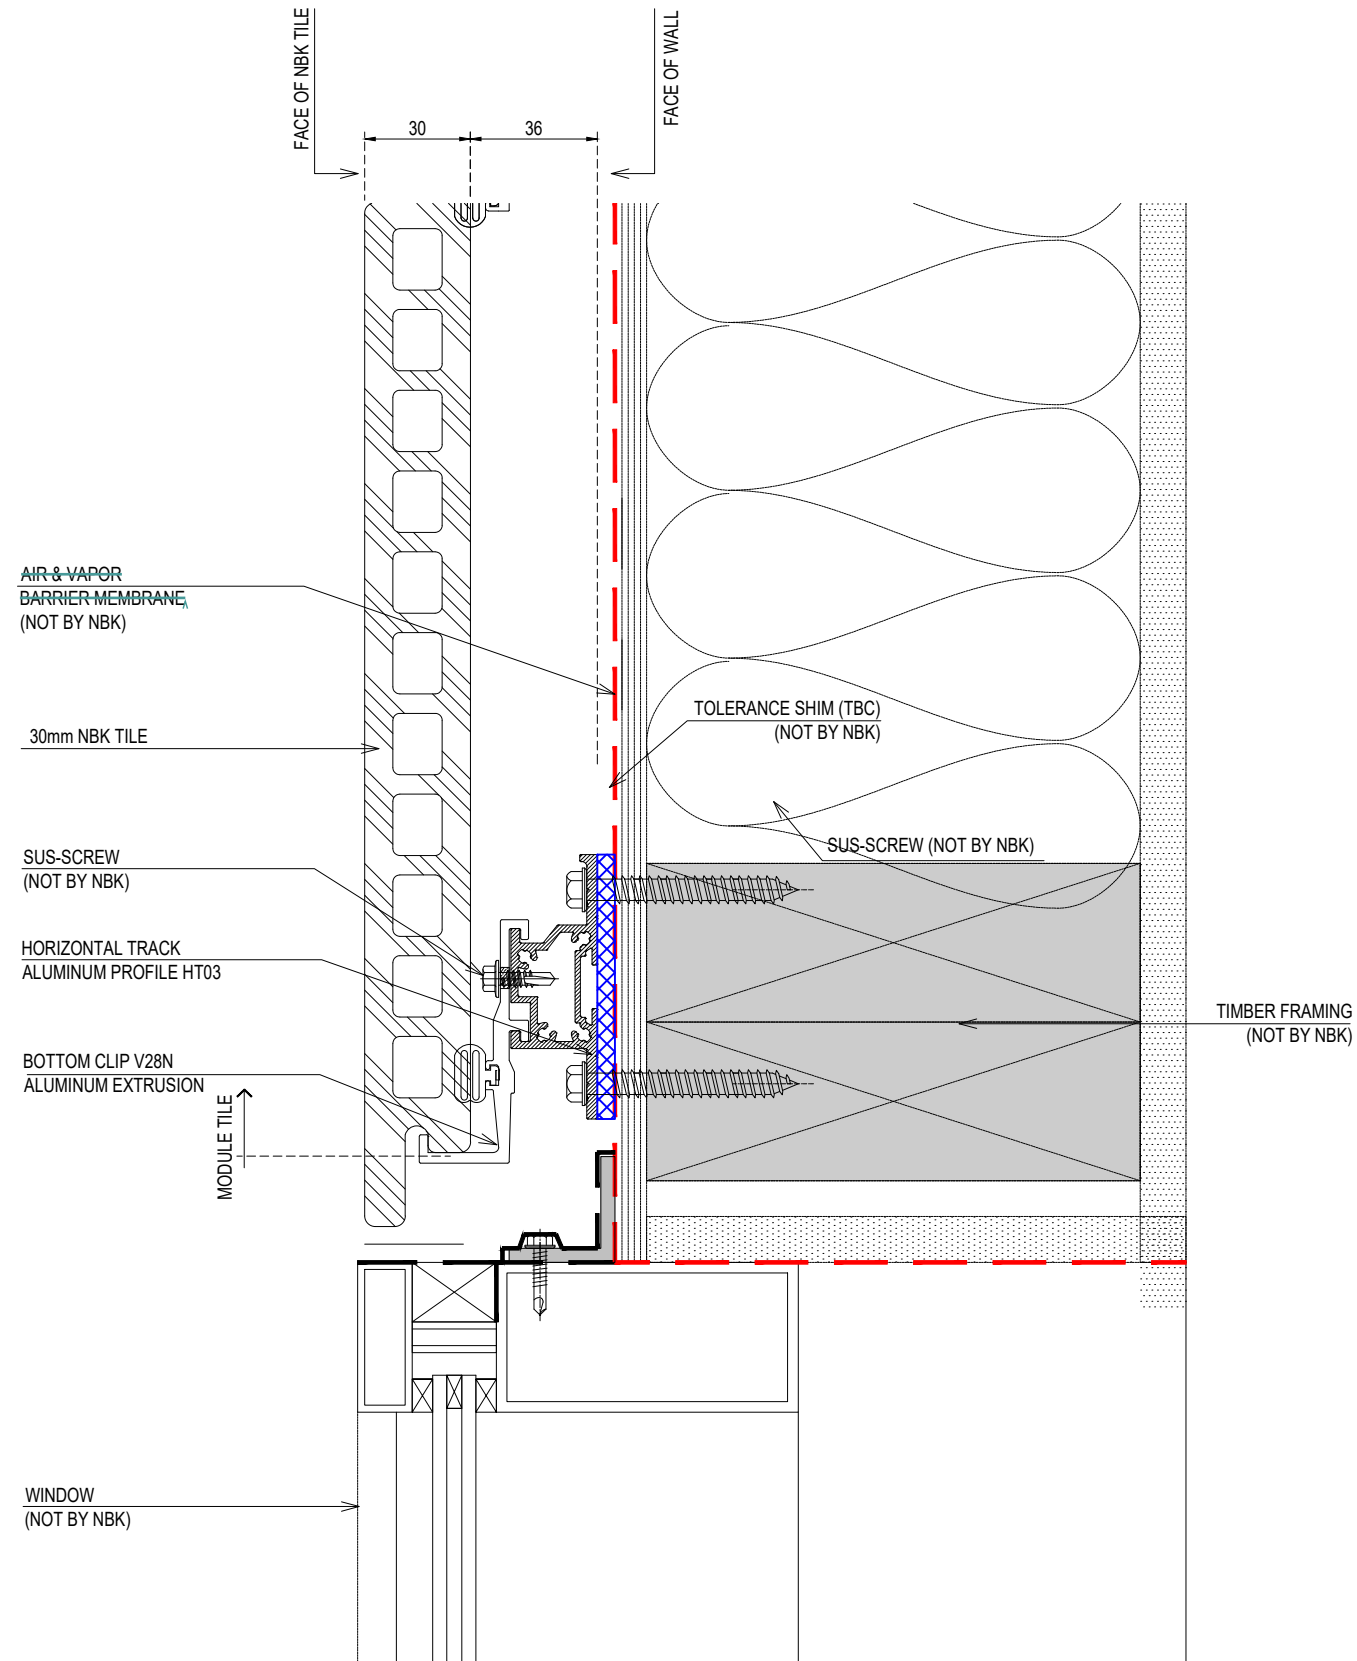 FACE OF NBK TILE
FACE OF WALL
30
36
AIR & VAPOR
BARRIER MEMBRANE
(NOT BY NBK)
TOLERANCE SHIM (TBC)
(NOT BY NBK)
30mm NBK TILE
SUS-SCREW (NOT BY NBK)
SUS-SCREW
(NOT BY NBK)
HORIZONTAL TRACK
ALUMINUM PROFILE HT03
TIMBER FRAMING
(NOT BY NBK)
BOTTOM CLIP V28N
ALUMINUM EXTRUSION
MODULE TILE
WINDOW
(NOT BY NBK)